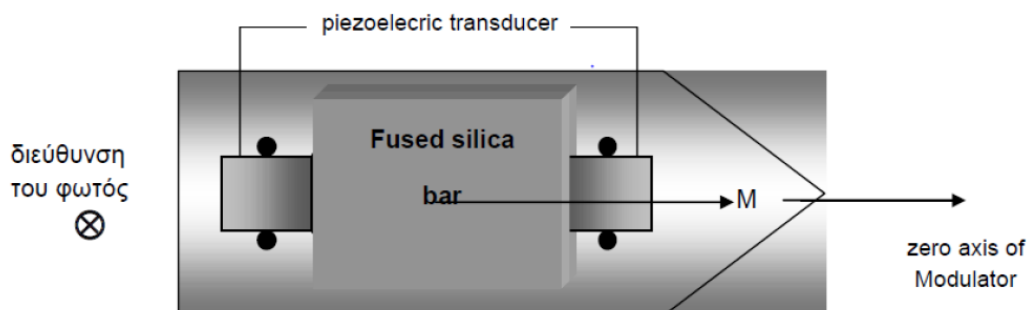 piezoelecric transducer
Fused silica
bar
διεύθυνση
του φωτός
M
zero axis of
Modulator